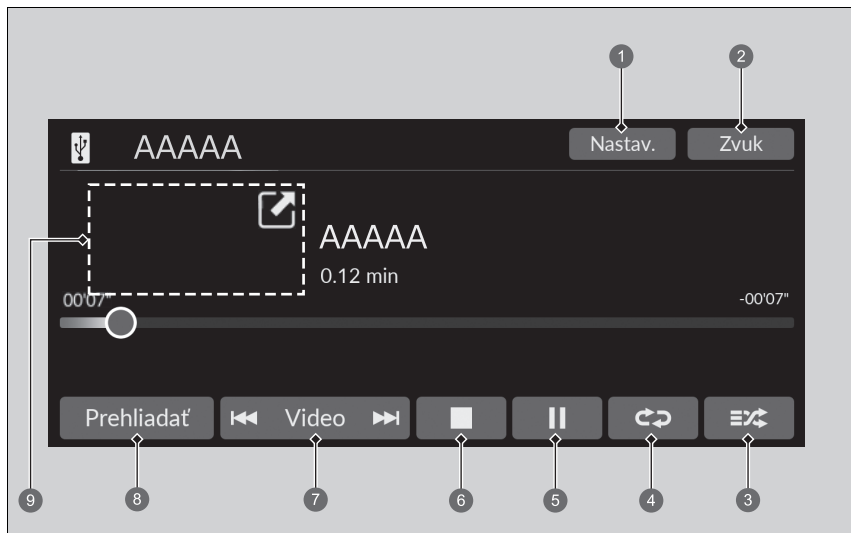 1 2
AAAAA Nastav. Zvuk
AAAAA
0.12 min
00'07" -00'07"
Prehliadať Video
9 8 7 6 5 4 3